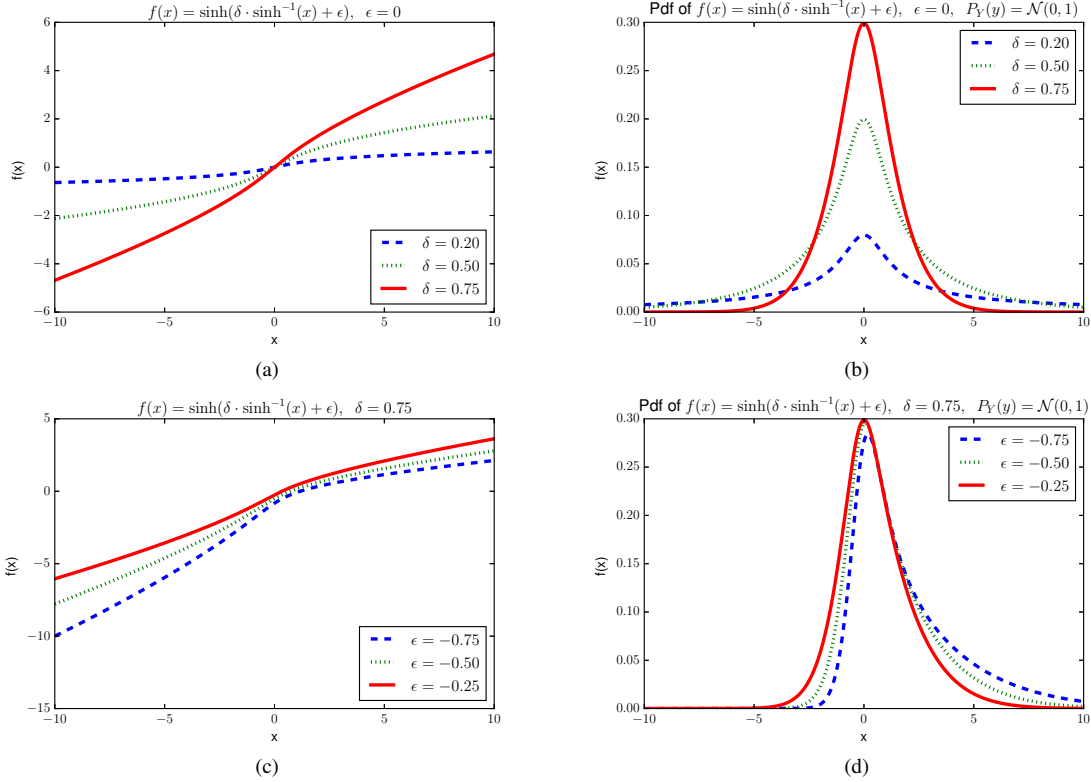 f(x) = sinh(δ · sinh⁻¹(x) + ϵ), ϵ = 0
6
4
2
0
−2
−4
−6
f(x)
δ = 0.20
δ = 0.50
δ = 0.75
−10 −5 0 5 10
x
(a)
Pdf of f(x) = sinh(δ · sinh⁻¹(x) + ϵ), ϵ = 0, P_Y(y) = 𝒩(0, 1)
0.30
0.25
0.20
0.15
0.10
0.05
0.00
f(x)
δ = 0.20
δ = 0.50
δ = 0.75
−10 −5 0 5 10
x
(b)
f(x) = sinh(δ · sinh⁻¹(x) + ϵ), δ = 0.75
5
0
−5
−10
−15
f(x)
ϵ = −0.75
ϵ = −0.50
ϵ = −0.25
−10 −5 0 5 10
x
(c)
Pdf of f(x) = sinh(δ · sinh⁻¹(x) + ϵ), δ = 0.75, P_Y(y) = 𝒩(0, 1)
0.30
0.25
0.20
0.15
0.10
0.05
0.00
f(x)
ϵ = −0.75
ϵ = −0.50
ϵ = −0.25
−10 −5 0 5 10
x
(d)